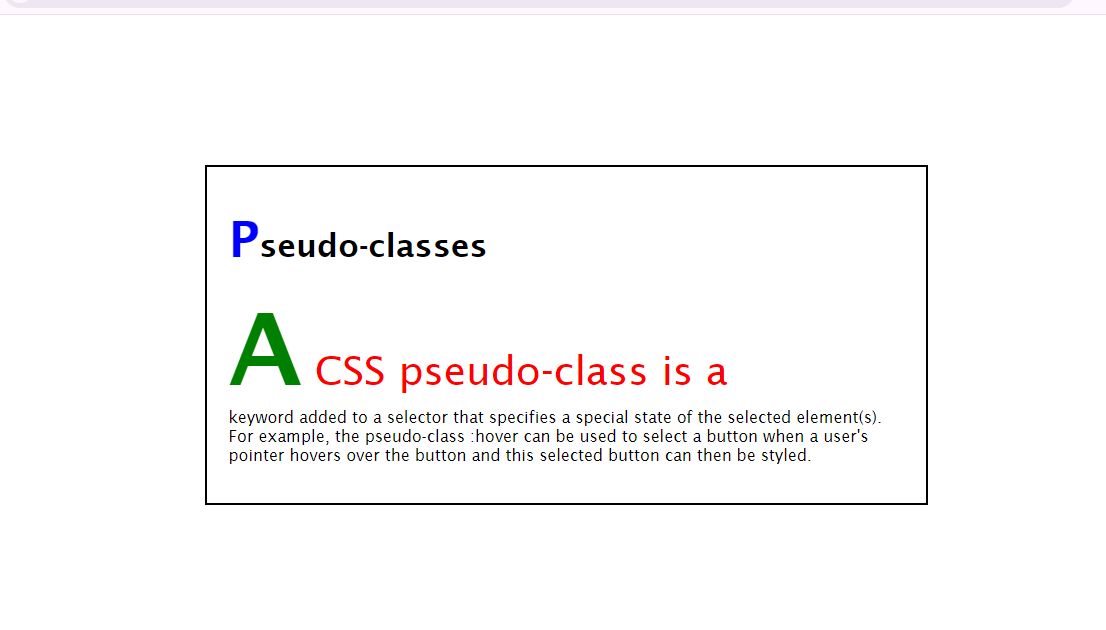 Pseudo-classes
A CSS pseudo-class is a
keyword added to a selector that specifies a special state of the selected element(s).
For example, the pseudo-class :hover can be used to select a button when a user's
pointer hovers over the button and this selected button can then be styled.